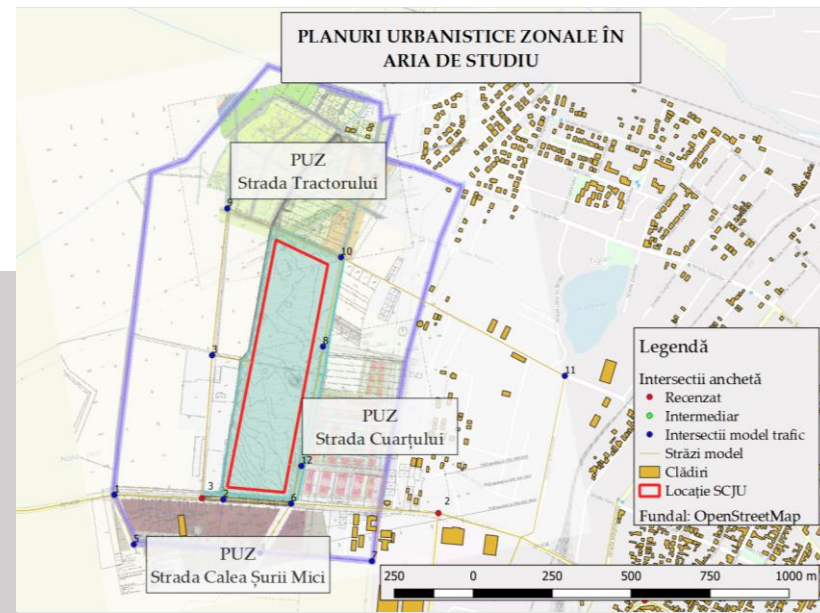 PLANURI URBANISTICE ZONALE ÎN
ARIA DE STUDIU
PUZ
Strada Tractorului
9
10
3
8
11
PUZ
Strada Cuarțului
12
1
3
2
6
2
5
7
PUZ
Strada Calea Șurii Mici
Legendă
Intersectii anchetă
Recenzat
Intermediar
Intersectii model trafic
Străzi model
Clădiri
Locație SCJU
Fundal: OpenStreetMap
250 0 250 500 750 1000 m